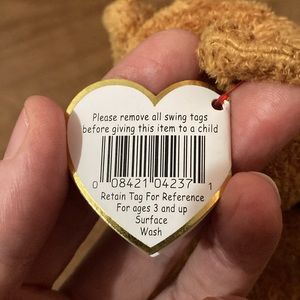 Please remove all swing tags
before giving this item to a child
0 08421 04237 1
Retain Tag For Reference
For ages 3 and up
Surface
Wash